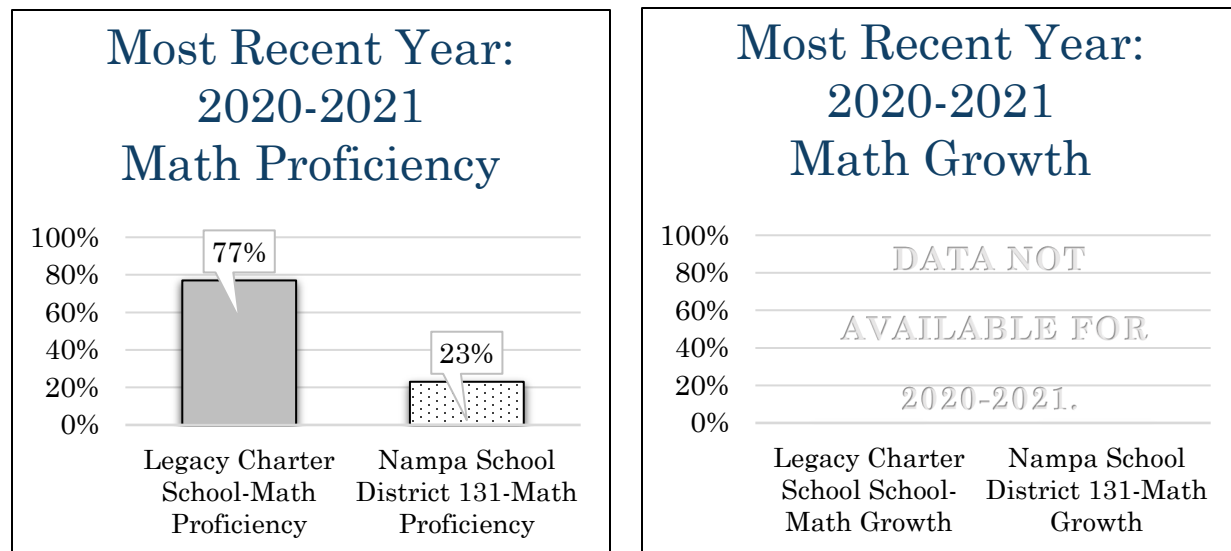 Most Recent Year:
2020-2021
Math Proficiency
100%
80%
60%
40%
20%
0%
77%
23%
Legacy Charter
School-Math
Proficiency
Nampa School
District 131-Math
Proficiency
Most Recent Year:
2020-2021
Math Growth
100%
80%
60%
40%
20%
0%
DATA NOT
AVAILABLE FOR
2020-2021.
Legacy Charter
School School-
Math Growth
Nampa School
District 131-Math
Growth